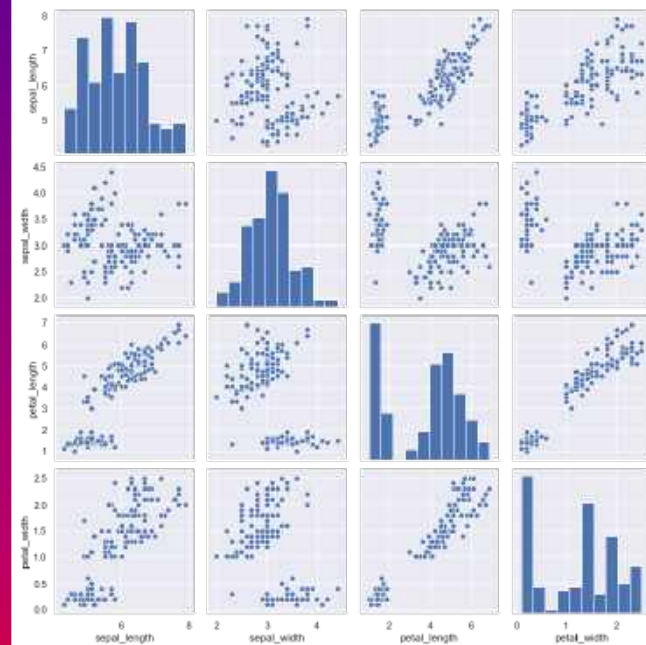 8
7
6
5
sepal_length
4.5
4.0
3.5
3.0
2.5
2.0
sepal_width
7
6
5
4
3
2
1
petal_length
2.5
2.0
1.5
1.0
0.5
0.0
petal_width
6 8
sepal_length
2 3 4
sepal_width
2 4 6
petal_length
0 1 2
petal_width